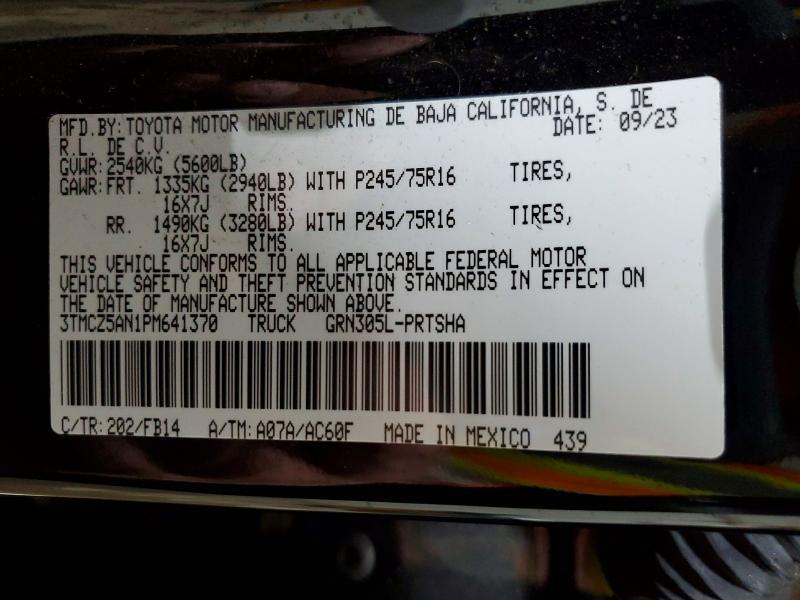 MFD.BY:TOYOTA MOTOR MANUFACTURING DE BAJA CALIFORNIA, S. DE
R.L. DE C.V. DATE: 09/23
GVWR:2540KG (5600LB)
GAWR:FRT. 1335KG (2940LB) WITH P245/75R16 TIRES,
16X7J RIMS.
RR. 1490KG (3280LB) WITH P245/75R16 TIRES,
16X7J RIMS.
THIS VEHICLE CONFORMS TO ALL APPLICABLE FEDERAL MOTOR
VEHICLE SAFETY AND THEFT PREVENTION STANDARDS IN EFFECT ON
THE DATE OF MANUFACTURE SHOWN ABOVE.
3TMCZ5AN1PM641370 TRUCK GRN305L-PRTSHA
C/TR:202/FB14 A/TM:A07A/AC60F MADE IN MEXICO 439